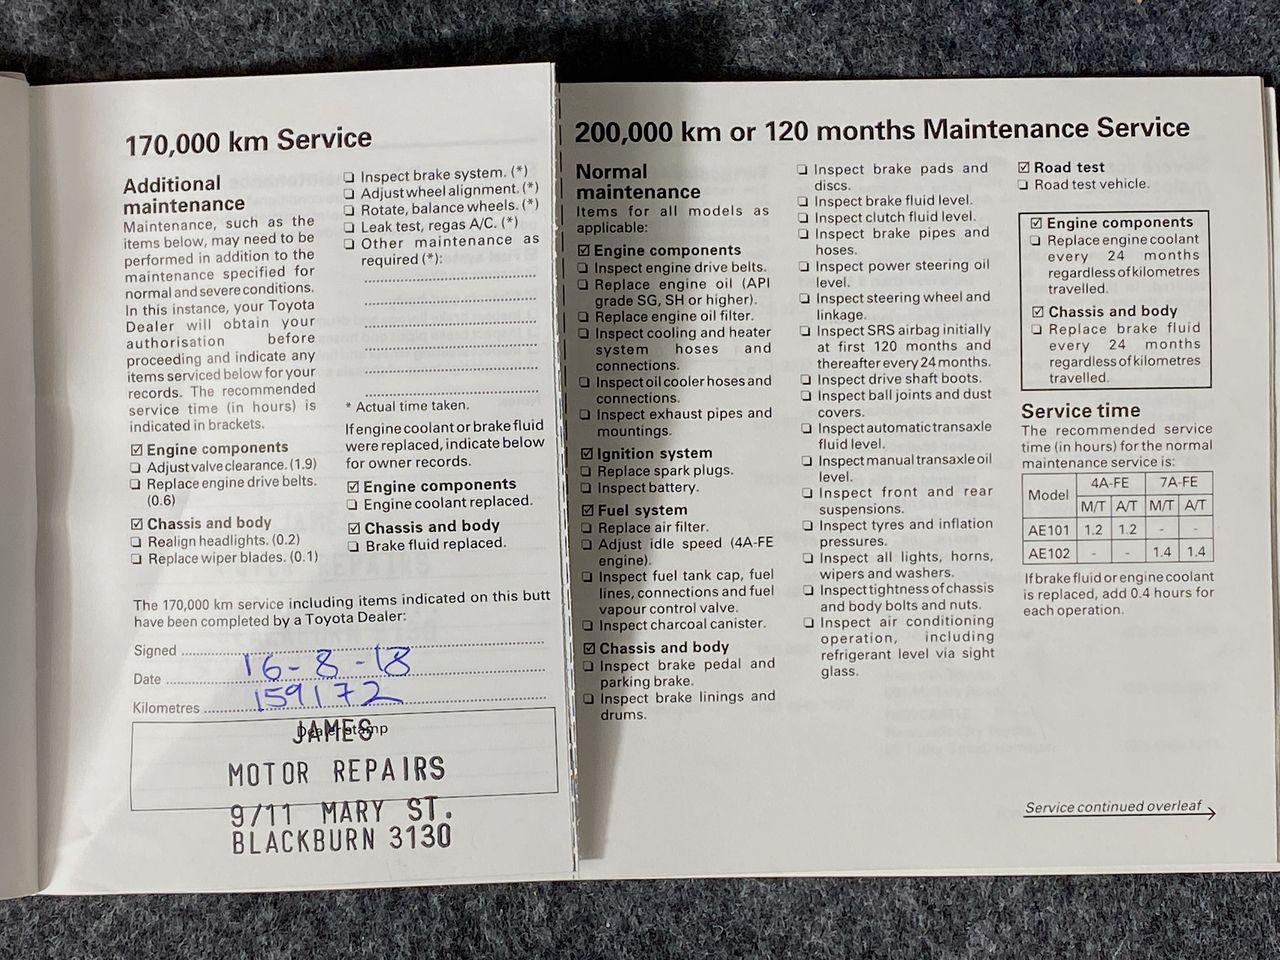 170,000 km Service
Additional
maintenance
Maintenance, such as the
items below, may need to be
performed in addition to the
maintenance specified for
normal and severe conditions.
In this instance, your Toyota
Dealer will obtain your
authorisation before
proceeding and indicate any
items serviced below for your
records. The recommended
service time (in hours) is
indicated in brackets.
☑ Engine components
❏ Adjust valve clearance. (1.9)
❏ Replace engine drive belts.
(0.6)
☑ Chassis and body
❏ Realign headlights. (0.2)
❏ Replace wiper blades. (0.1)
❏ Inspect brake system. (*)
❏ Adjust wheel alignment. (*)
❏ Rotate, balance wheels. (*)
❏ Leak test, regas A/C. (*)
❏ Other maintenance as
required (*):
* Actual time taken.
If engine coolant or brake fluid
were replaced, indicate below
for owner records.
☑ Engine components
❏ Engine coolant replaced.
☑ Chassis and body
❏ Brake fluid replaced.
The 170,000 km service including items indicated on this butt
have been completed by a Toyota Dealer:
Signed
Date 16-8-18
Kilometres 159172
Dealer stamp
JAMES
MOTOR REPAIRS
9/11 MARY ST.
BLACKBURN 3130
200,000 km or 120 months Maintenance Service
Normal
maintenance
Items for all models as
applicable:
☑ Engine components
❏ Inspect engine drive belts.
❏ Replace engine oil (API
grade SG, SH or higher).
❏ Replace engine oil filter.
❏ Inspect cooling and heater
system hoses and
connections.
❏ Inspect oil cooler hoses and
connections.
❏ Inspect exhaust pipes and
mountings.
☑ Ignition system
❏ Replace spark plugs.
❏ Inspect battery.
☑ Fuel system
❏ Replace air filter.
❏ Adjust idle speed (4A-FE
engine).
❏ Inspect fuel tank cap, fuel
lines, connections and fuel
vapour control valve.
❏ Inspect charcoal canister.
☑ Chassis and body
❏ Inspect brake pedal and
parking brake.
❏ Inspect brake linings and
drums.
❏ Inspect brake pads and
discs.
❏ Inspect brake fluid level.
❏ Inspect clutch fluid level.
❏ Inspect brake pipes and
hoses.
❏ Inspect power steering oil
level.
❏ Inspect steering wheel and
linkage.
❏ Inspect SRS airbag initially
at first 120 months and
thereafter every 24 months.
❏ Inspect drive shaft boots.
❏ Inspect ball joints and dust
covers.
❏ Inspect automatic transaxle
fluid level.
❏ Inspect manual transaxle oil
level.
❏ Inspect front and rear
suspensions.
❏ Inspect tyres and inflation
pressures.
❏ Inspect all lights, horns,
wipers and washers.
❏ Inspect tightness of chassis
and body bolts and nuts.
❏ Inspect air conditioning
operation, including
refrigerant level via sight
glass.
☑ Road test
❏ Road test vehicle.
☑ Engine components
❏ Replace engine coolant
every 24 months
regardless of kilometres
travelled.
☑ Chassis and body
❏ Replace brake fluid
every 24 months
regardless of kilometres
travelled.
Service time
The recommended service
time (in hours) for the normal
maintenance service is:
Model 4A-FE 7A-FE
M/T A/T M/T A/T
AE101 1.2 1.2 - -
AE102 - - 1.4 1.4
If brake fluid or engine coolant
is replaced, add 0.4 hours for
each operation.
Service continued overleaf